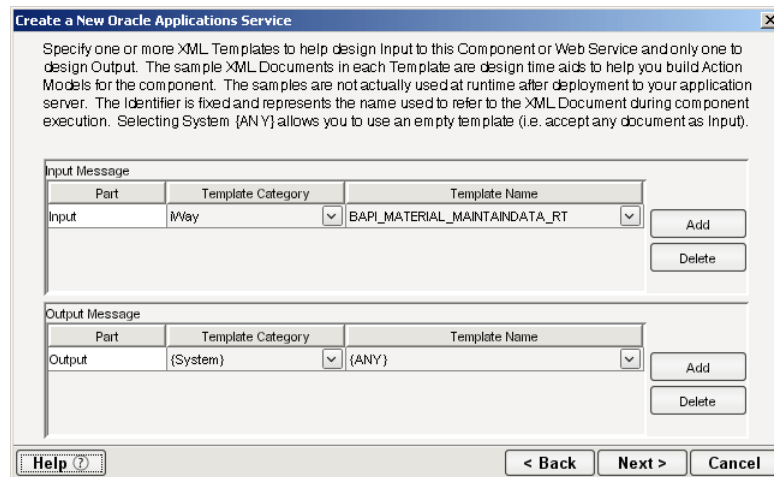 Create a New Oracle Applications Service
Specify one or more XML Templates to help design Input to this Component or Web Service and only one to
design Output. The sample XML Documents in each Template are design time aids to help you build Action
Models for the component. The samples are not actually used at runtime after deployment to your application
server. The Identifier is fixed and represents the name used to refer to the XML Document during component
execution. Selecting System {ANY} allows you to use an empty template (i.e. accept any document as Input).
Input Message
Part Template Category Template Name
Input iWay BAPI_MATERIAL_MAINTAINDATA_RT
Add
Delete
Output Message
Part Template Category Template Name
Output {System} {ANY}
Add
Delete
Help ? < Back Next > Cancel